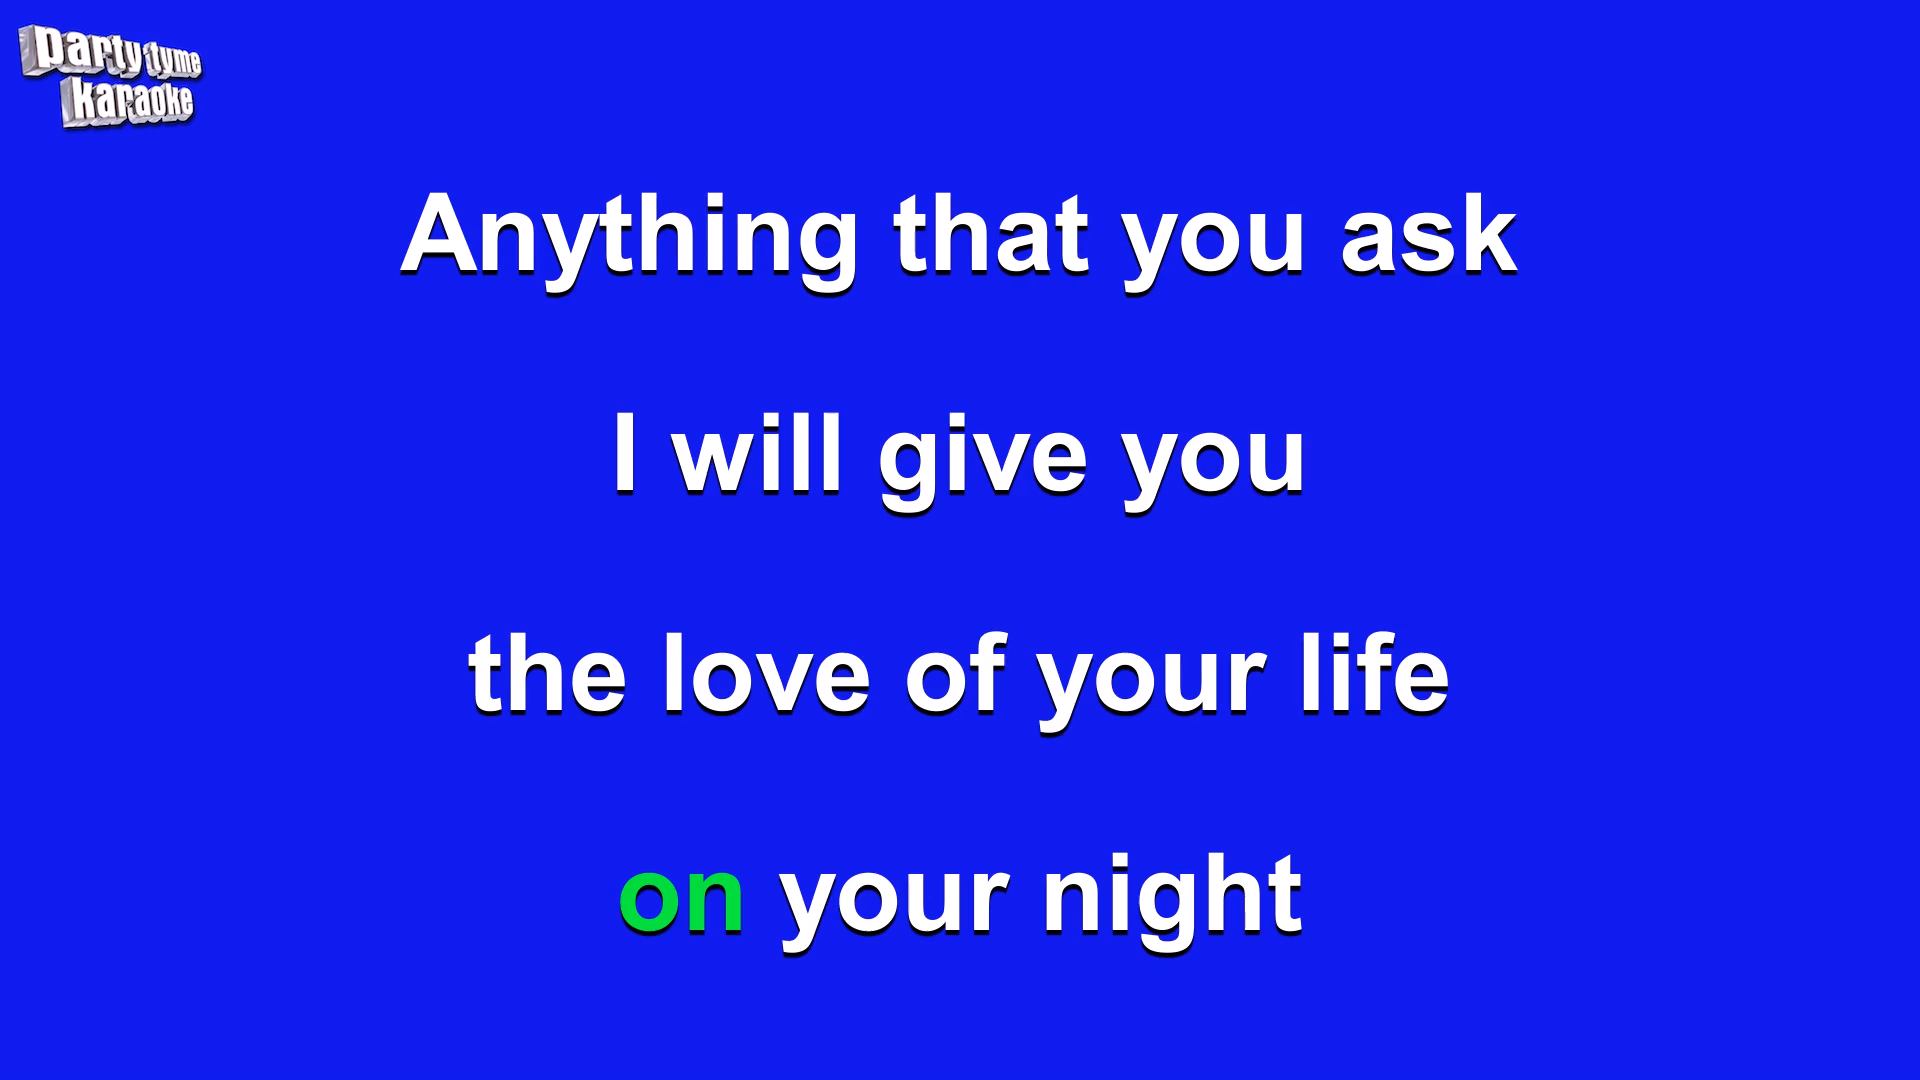 party tyme
karaoke
Anything that you ask
I will give you
the love of your life
on your night